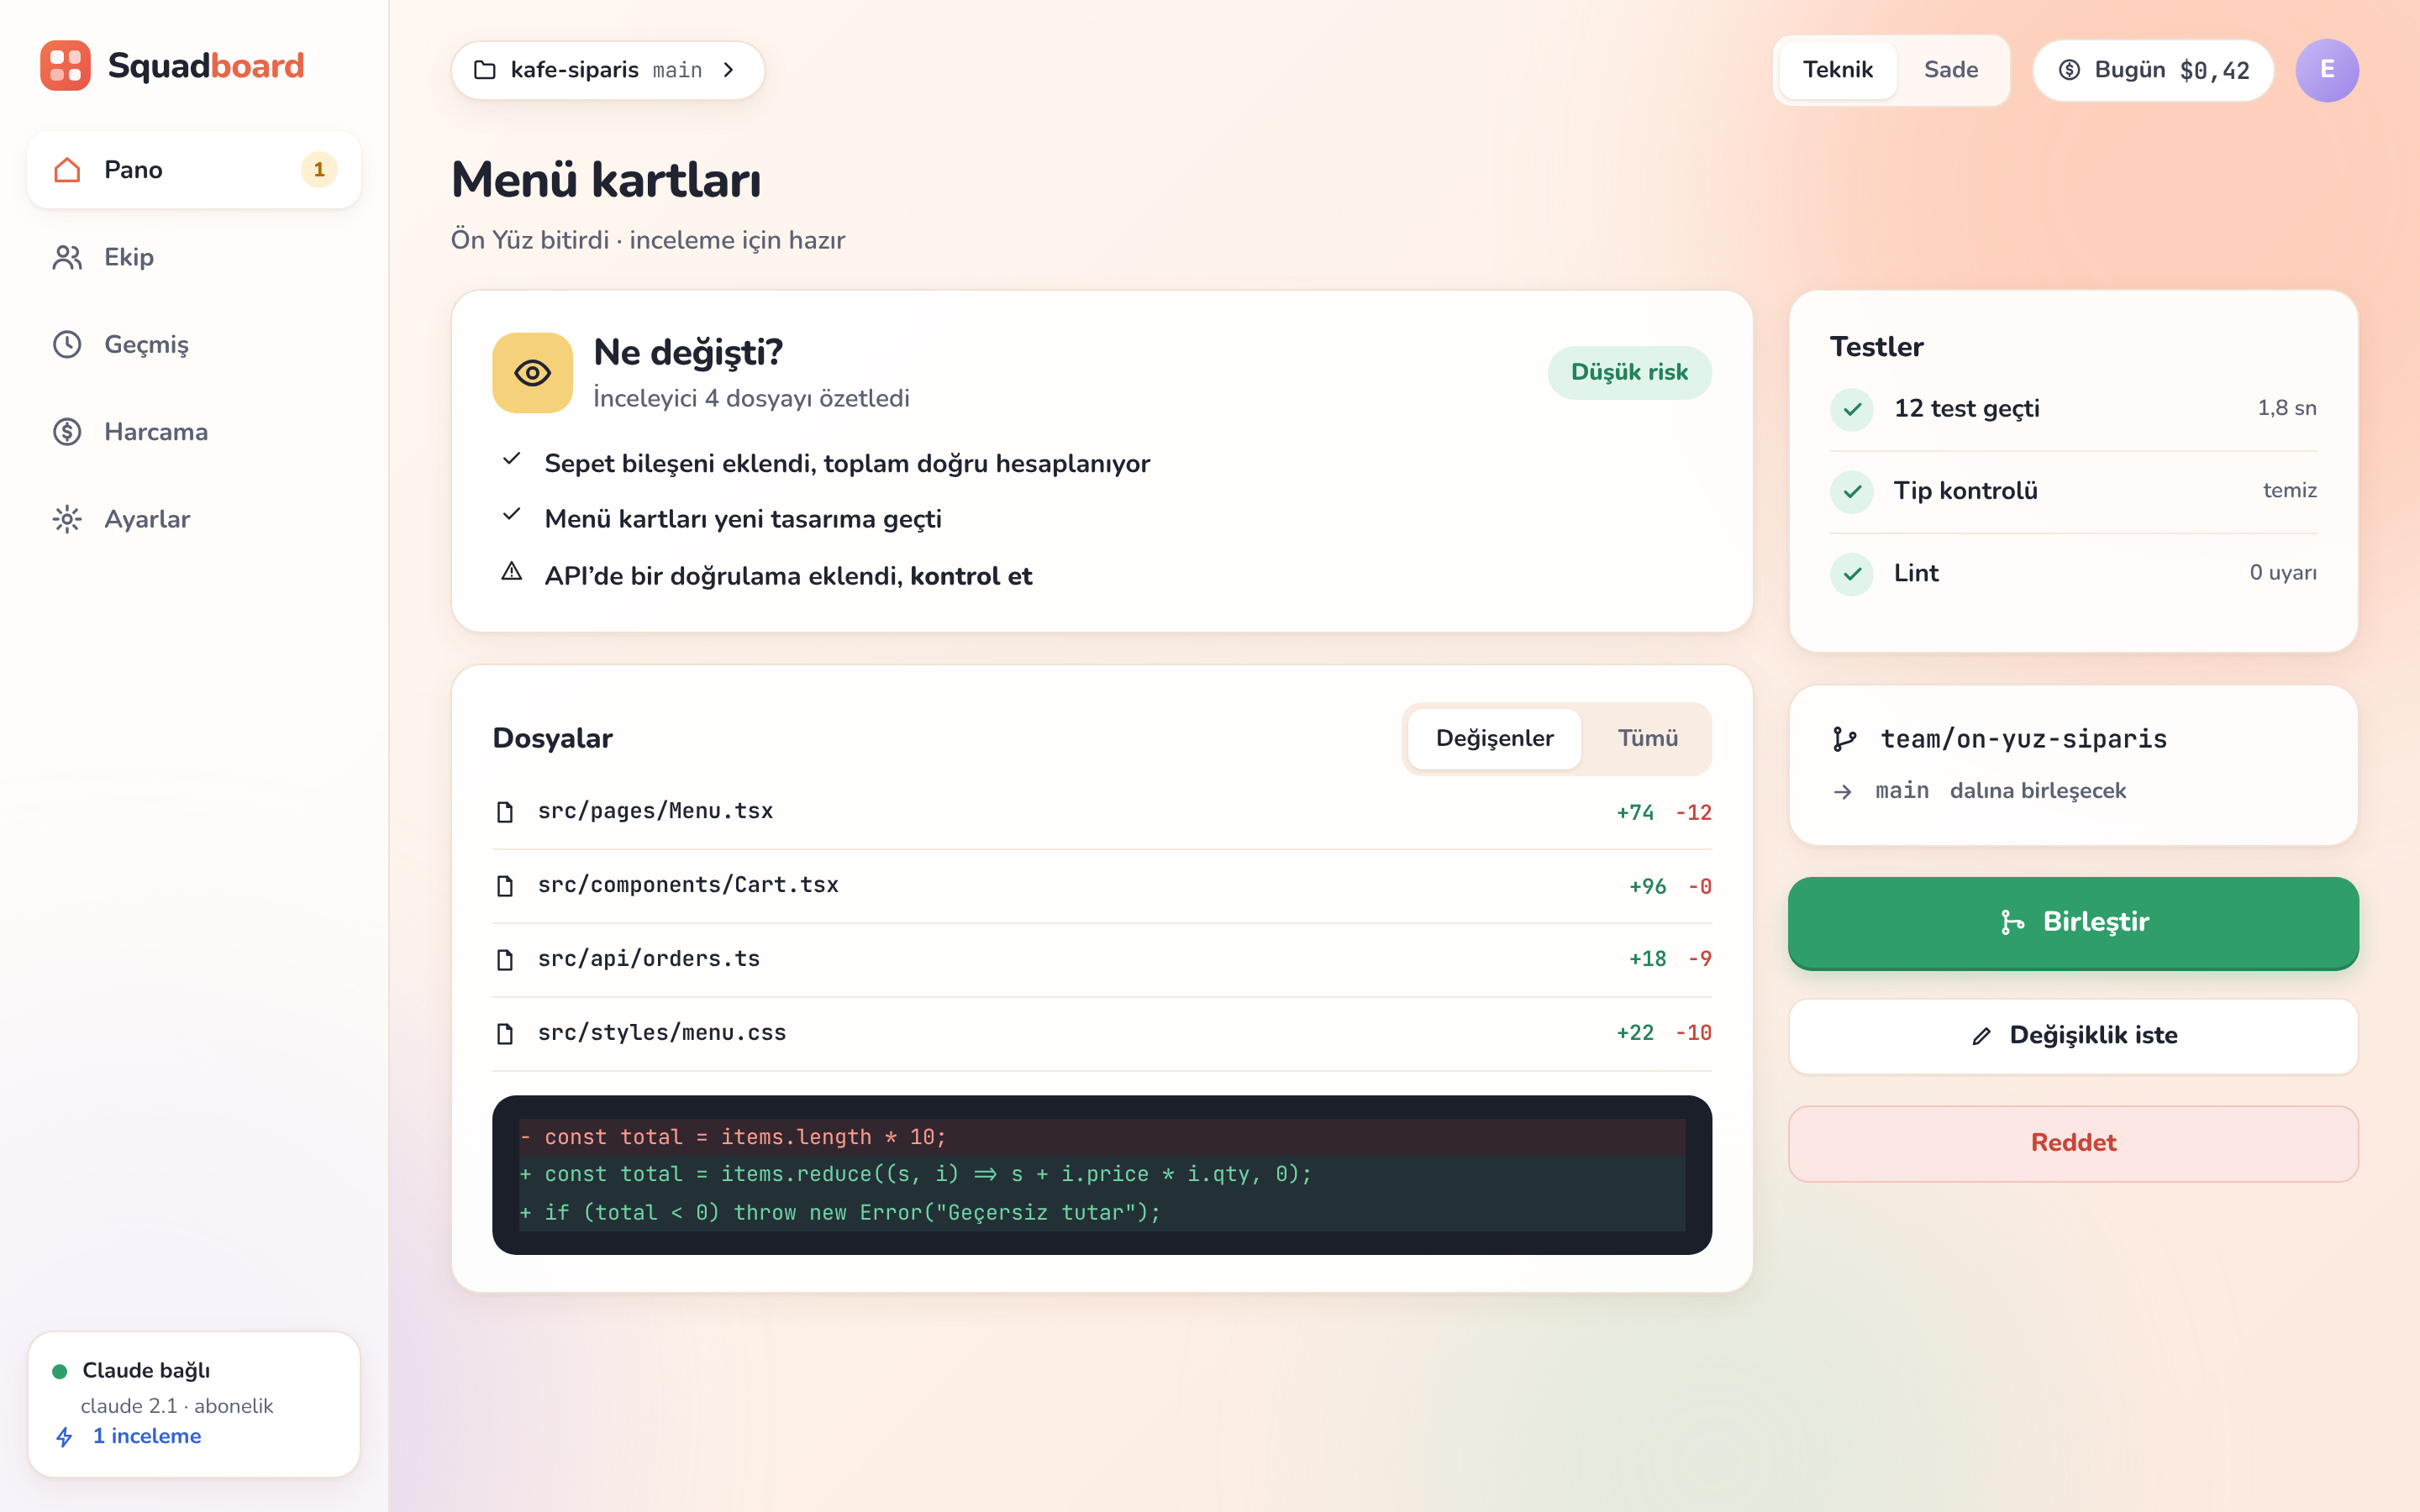 Squadboard
Pano 1
Ekip
Geçmiş
Harcama
Ayarlar
Claude bağlı
claude 2.1 · abonelik
1 inceleme
kafe-siparis main
Teknik Sade
Bugün $0,42
E
Menü kartları
Ön Yüz bitirdi · inceleme için hazır
Ne değişti?
İnceleyici 4 dosyayı özetledi
Düşük risk
Sepet bileşeni eklendi, toplam doğru hesaplanıyor
Menü kartları yeni tasarıma geçti
API’de bir doğrulama eklendi, kontrol et
Dosyalar
Değişenler Tümü
src/pages/Menu.tsx +74 -12
src/components/Cart.tsx +96 -0
src/api/orders.ts +18 -9
src/styles/menu.css +22 -10
- const total = items.length * 10;
+ const total = items.reduce((s, i) => s + i.price * i.qty, 0);
+ if (total < 0) throw new Error("Geçersiz tutar");
Testler
12 test geçti 1,8 sn
Tip kontrolü temiz
Lint 0 uyarı
team/on-yuz-siparis
→ main dalına birleşecek
Birleştir
Değişiklik iste
Reddet